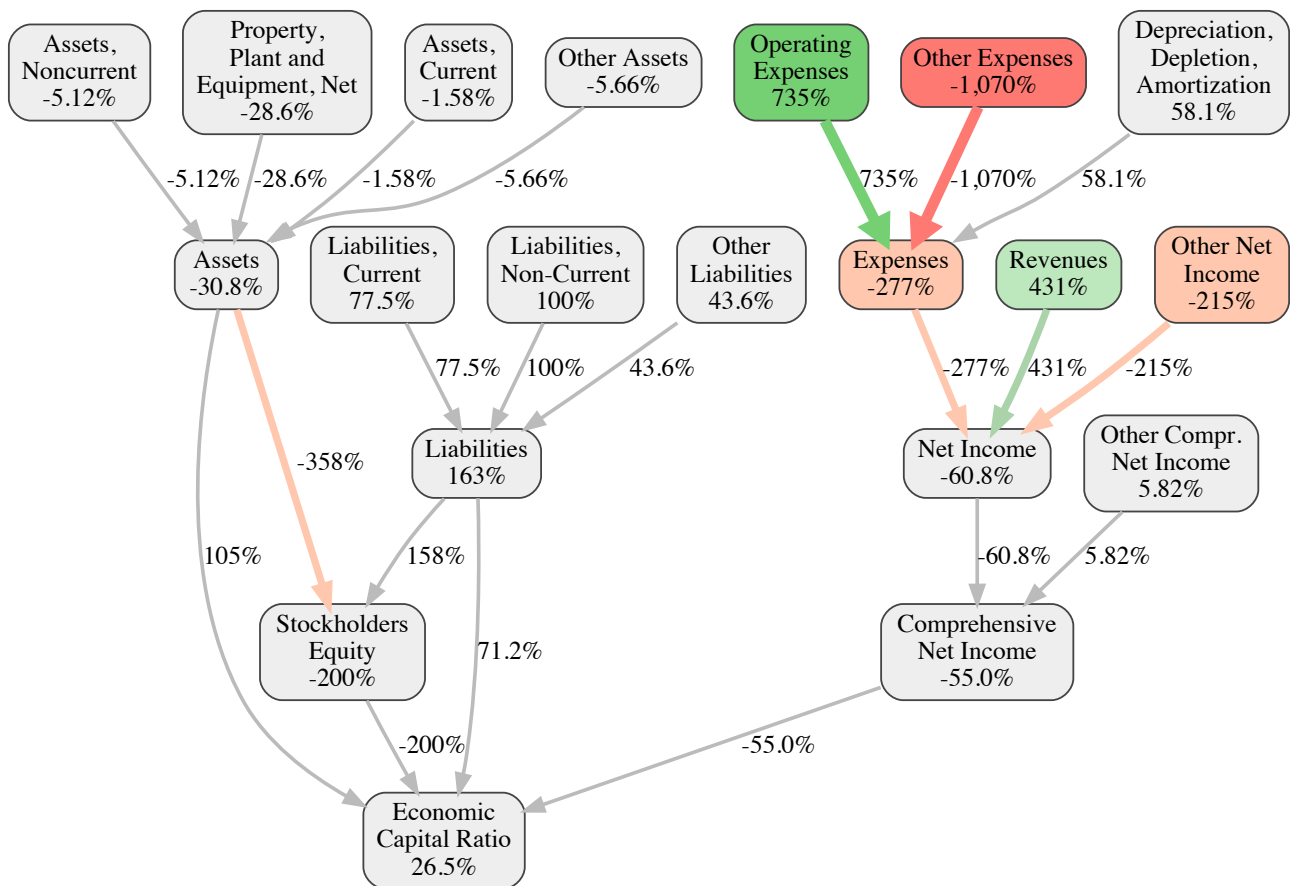 Assets,
Noncurrent
-5.12%
Property,
Plant and
Equipment, Net
-28.6%
Assets,
Current
-1.58%
Other Assets
-5.66%
Operating
Expenses
735%
Other Expenses
-1,070%
Depreciation,
Depletion,
Amortization
58.1%
-5.12%
-28.6%
-1.58%
-5.66%
735%
-1,070%
58.1%
Assets
-30.8%
Liabilities,
Current
77.5%
Liabilities,
Non-Current
100%
Other
Liabilities
43.6%
Expenses
-277%
Revenues
431%
Other Net
Income
-215%
77.5%
100%
43.6%
-277%
431%
-215%
-358%
Liabilities
163%
Net Income
-60.8%
Other Compr.
Net Income
5.82%
105%
158%
-60.8%
5.82%
Stockholders
Equity
-200%
71.2%
Comprehensive
Net Income
-55.0%
-200%
-55.0%
Economic
Capital Ratio
26.5%